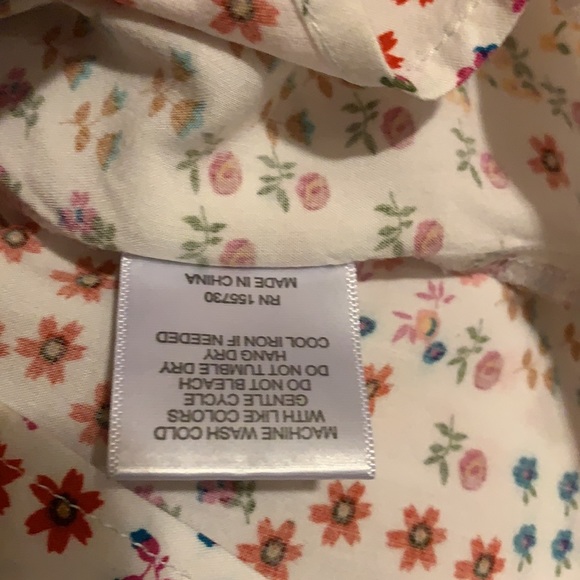 MACHINE WASH COLD
WITH LIKE COLORS
GENTLE CYCLE
DO NOT BLEACH
DO NOT TUMBLE DRY
HANG DRY
COOL IRON IF NEEDED
RN 155730
MADE IN CHINA